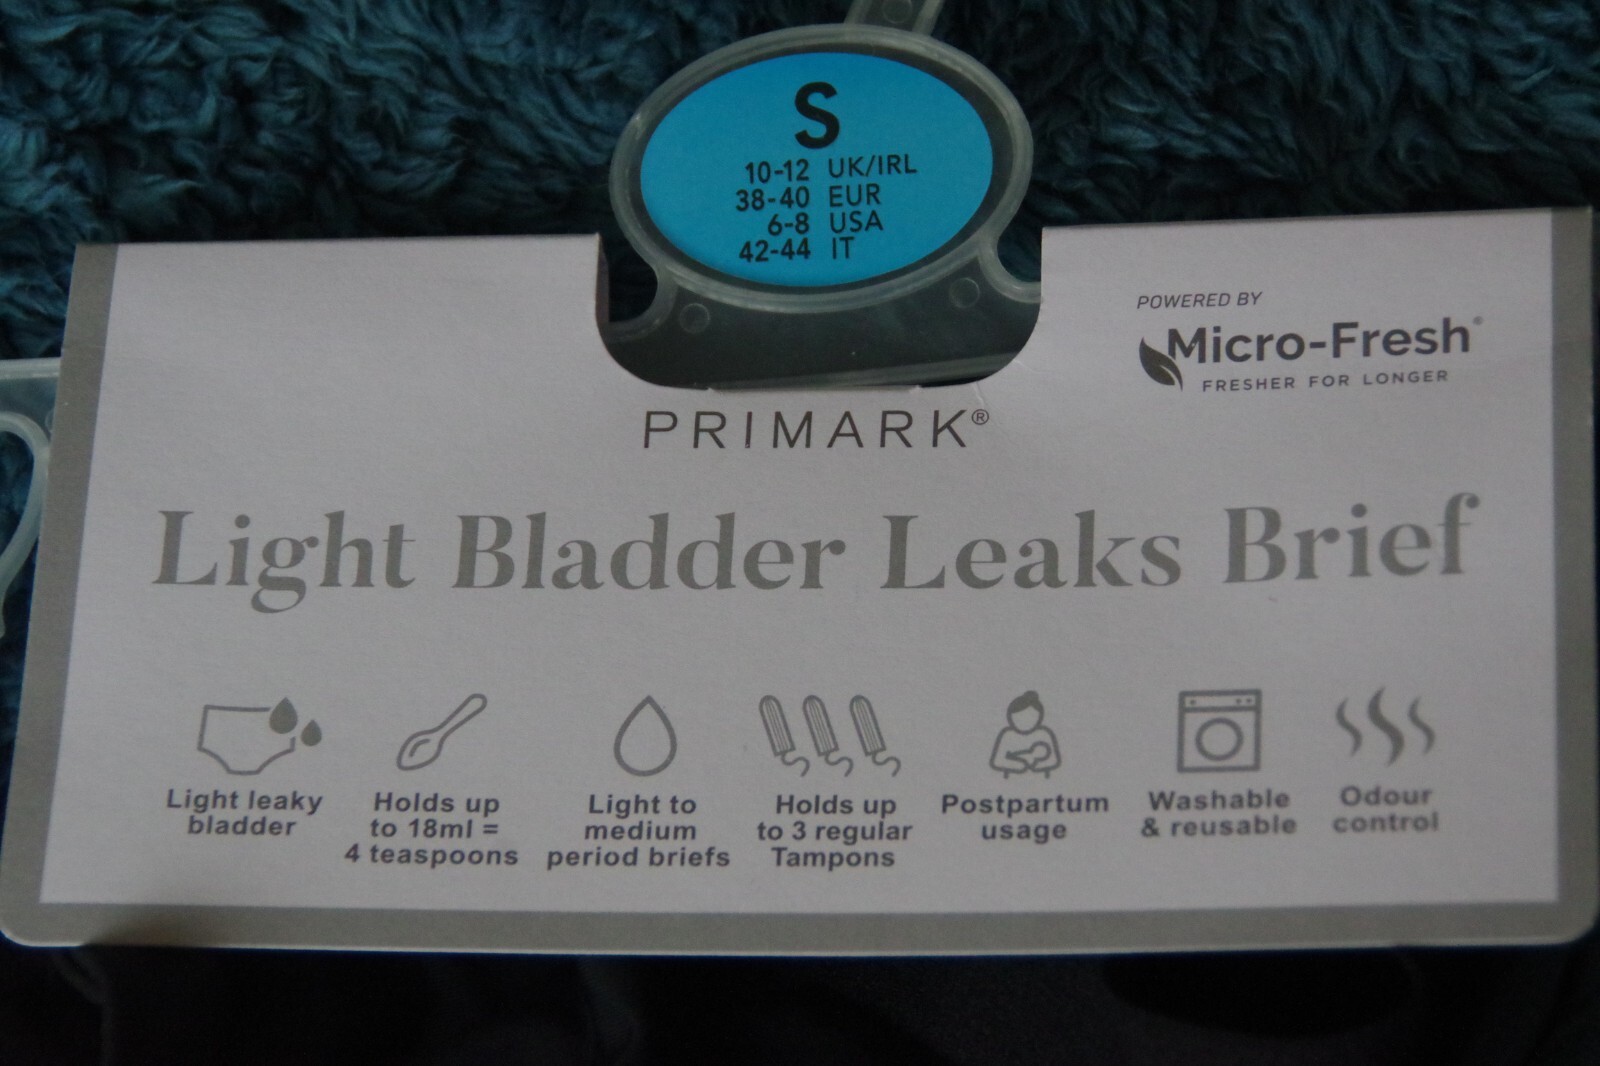 S
10-12 UK/IRL
38-40 EUR
6-8 USA
42-44 IT
POWERED BY
Micro-Fresh®
FRESHER FOR LONGER
PRIMARK®
Light Bladder Leaks Brief
Light leaky
bladder
Holds up
to 18ml =
4 teaspoons
Light to
medium
period briefs
Holds up
to 3 regular
Tampons
Postpartum
usage
Washable
& reusable
Odour
control